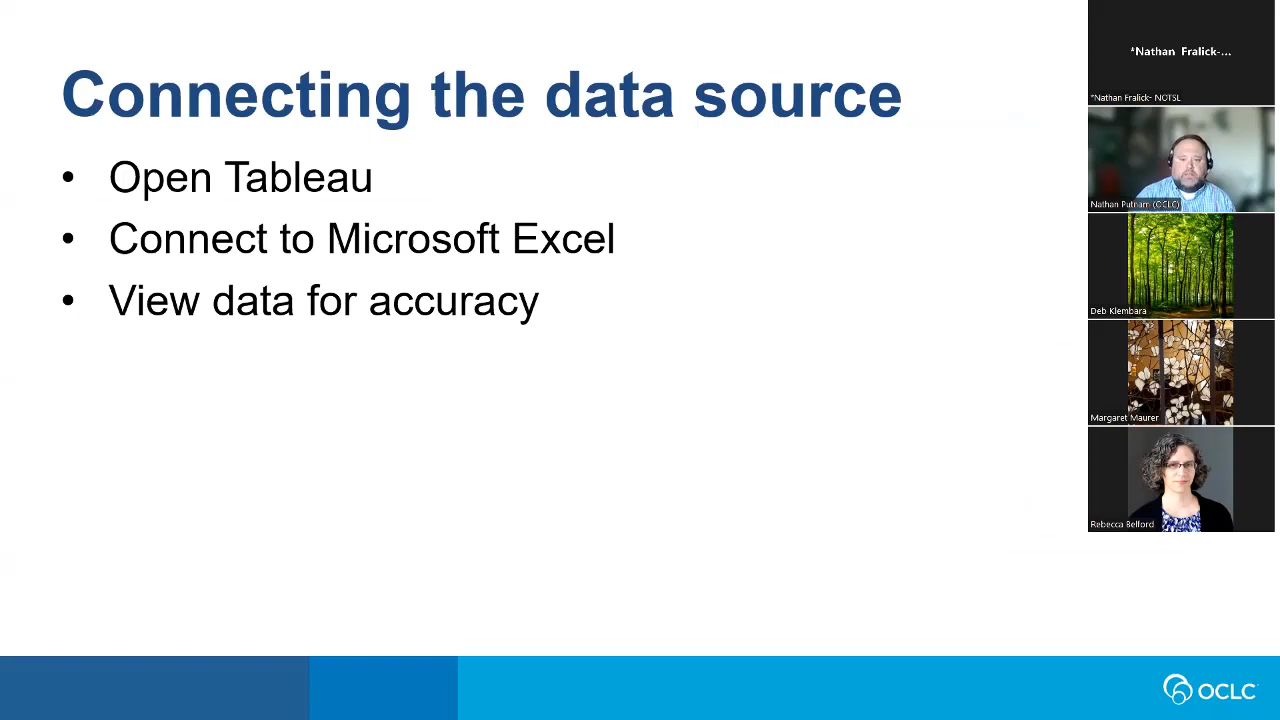 Connecting the data source
• Open Tableau
• Connect to Microsoft Excel
• View data for accuracy
*Nathan Fralick-...
*Nathan Fralick- NOTSL
Nathan Putnam (OCLC)
Deb Klembara
Margaret Maurer
Rebecca Belford
OCLC